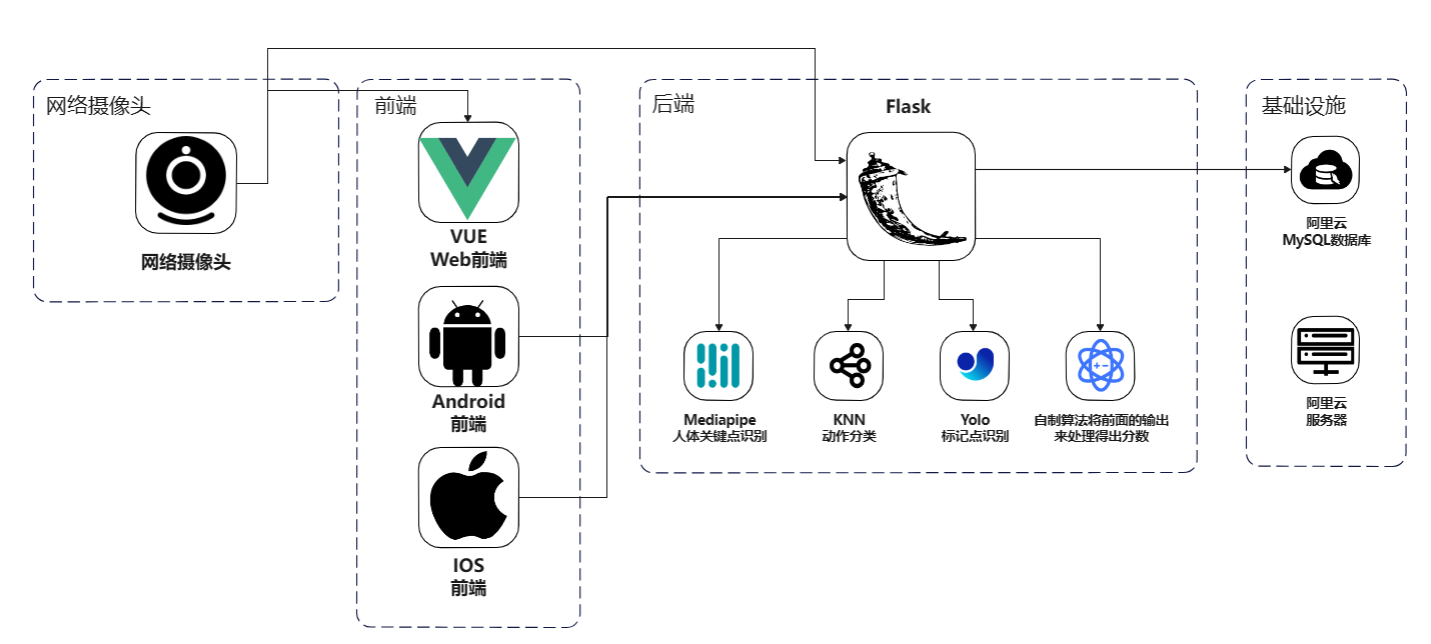 网络摄像头
网络摄像头
前端
VUE
Web前端
Android
前端
IOS
前端
后端
Flask
Mediapipe
人体关键点识别
KNN
动作分类
Yolo
标记点识别
自制算法将前面的输出
来处理得出分数
基础设施
阿里云
MySQL数据库
阿里云
服务器